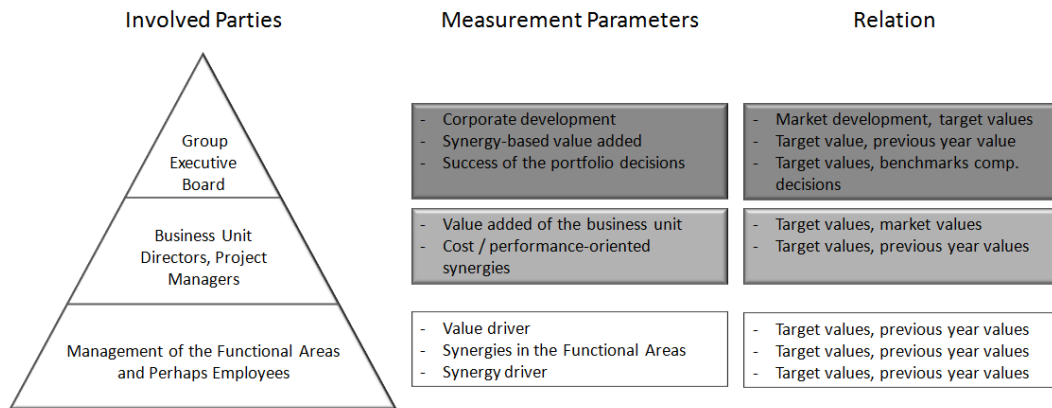 Involved Parties
Measurement Parameters
Relation
Group
Executive
Board
- Corporate development
- Synergy-based value added
- Success of the portfolio decisions
- Market development, target values
- Target value, previous year value
- Target values, benchmarks comp.
decisions
Business Unit
Directors, Project
Managers
- Value added of the business unit
- Cost / performance-oriented
synergies
- Target values, market values
- Target values, previous year values
Management of the Functional Areas
and Perhaps Employees
- Value driver
- Synergies in the Functional Areas
- Synergy driver
- Target values, previous year values
- Target values, previous year values
- Target values, previous year values